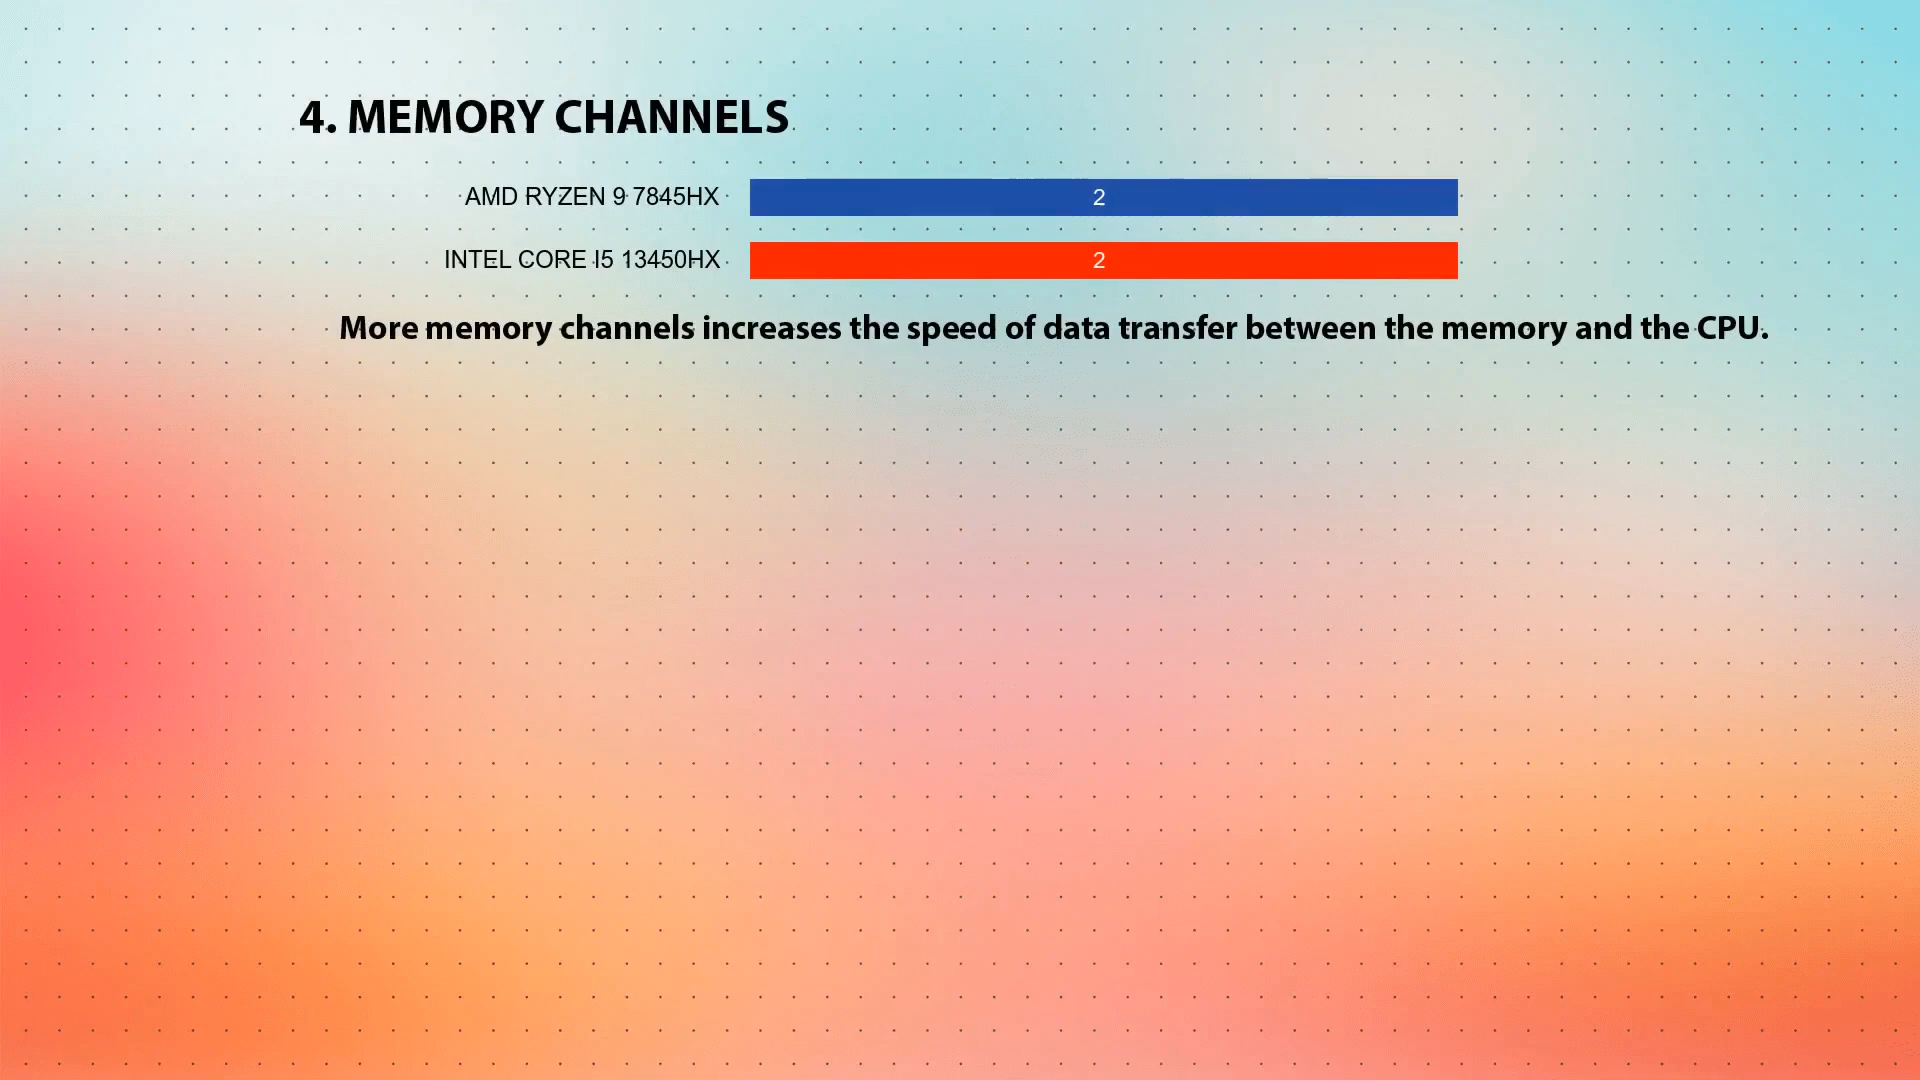 4. MEMORY CHANNELS
AMD RYZEN 9 7845HX 2
INTEL CORE I5 13450HX 2
More memory channels increases the speed of data transfer between the memory and the CPU.